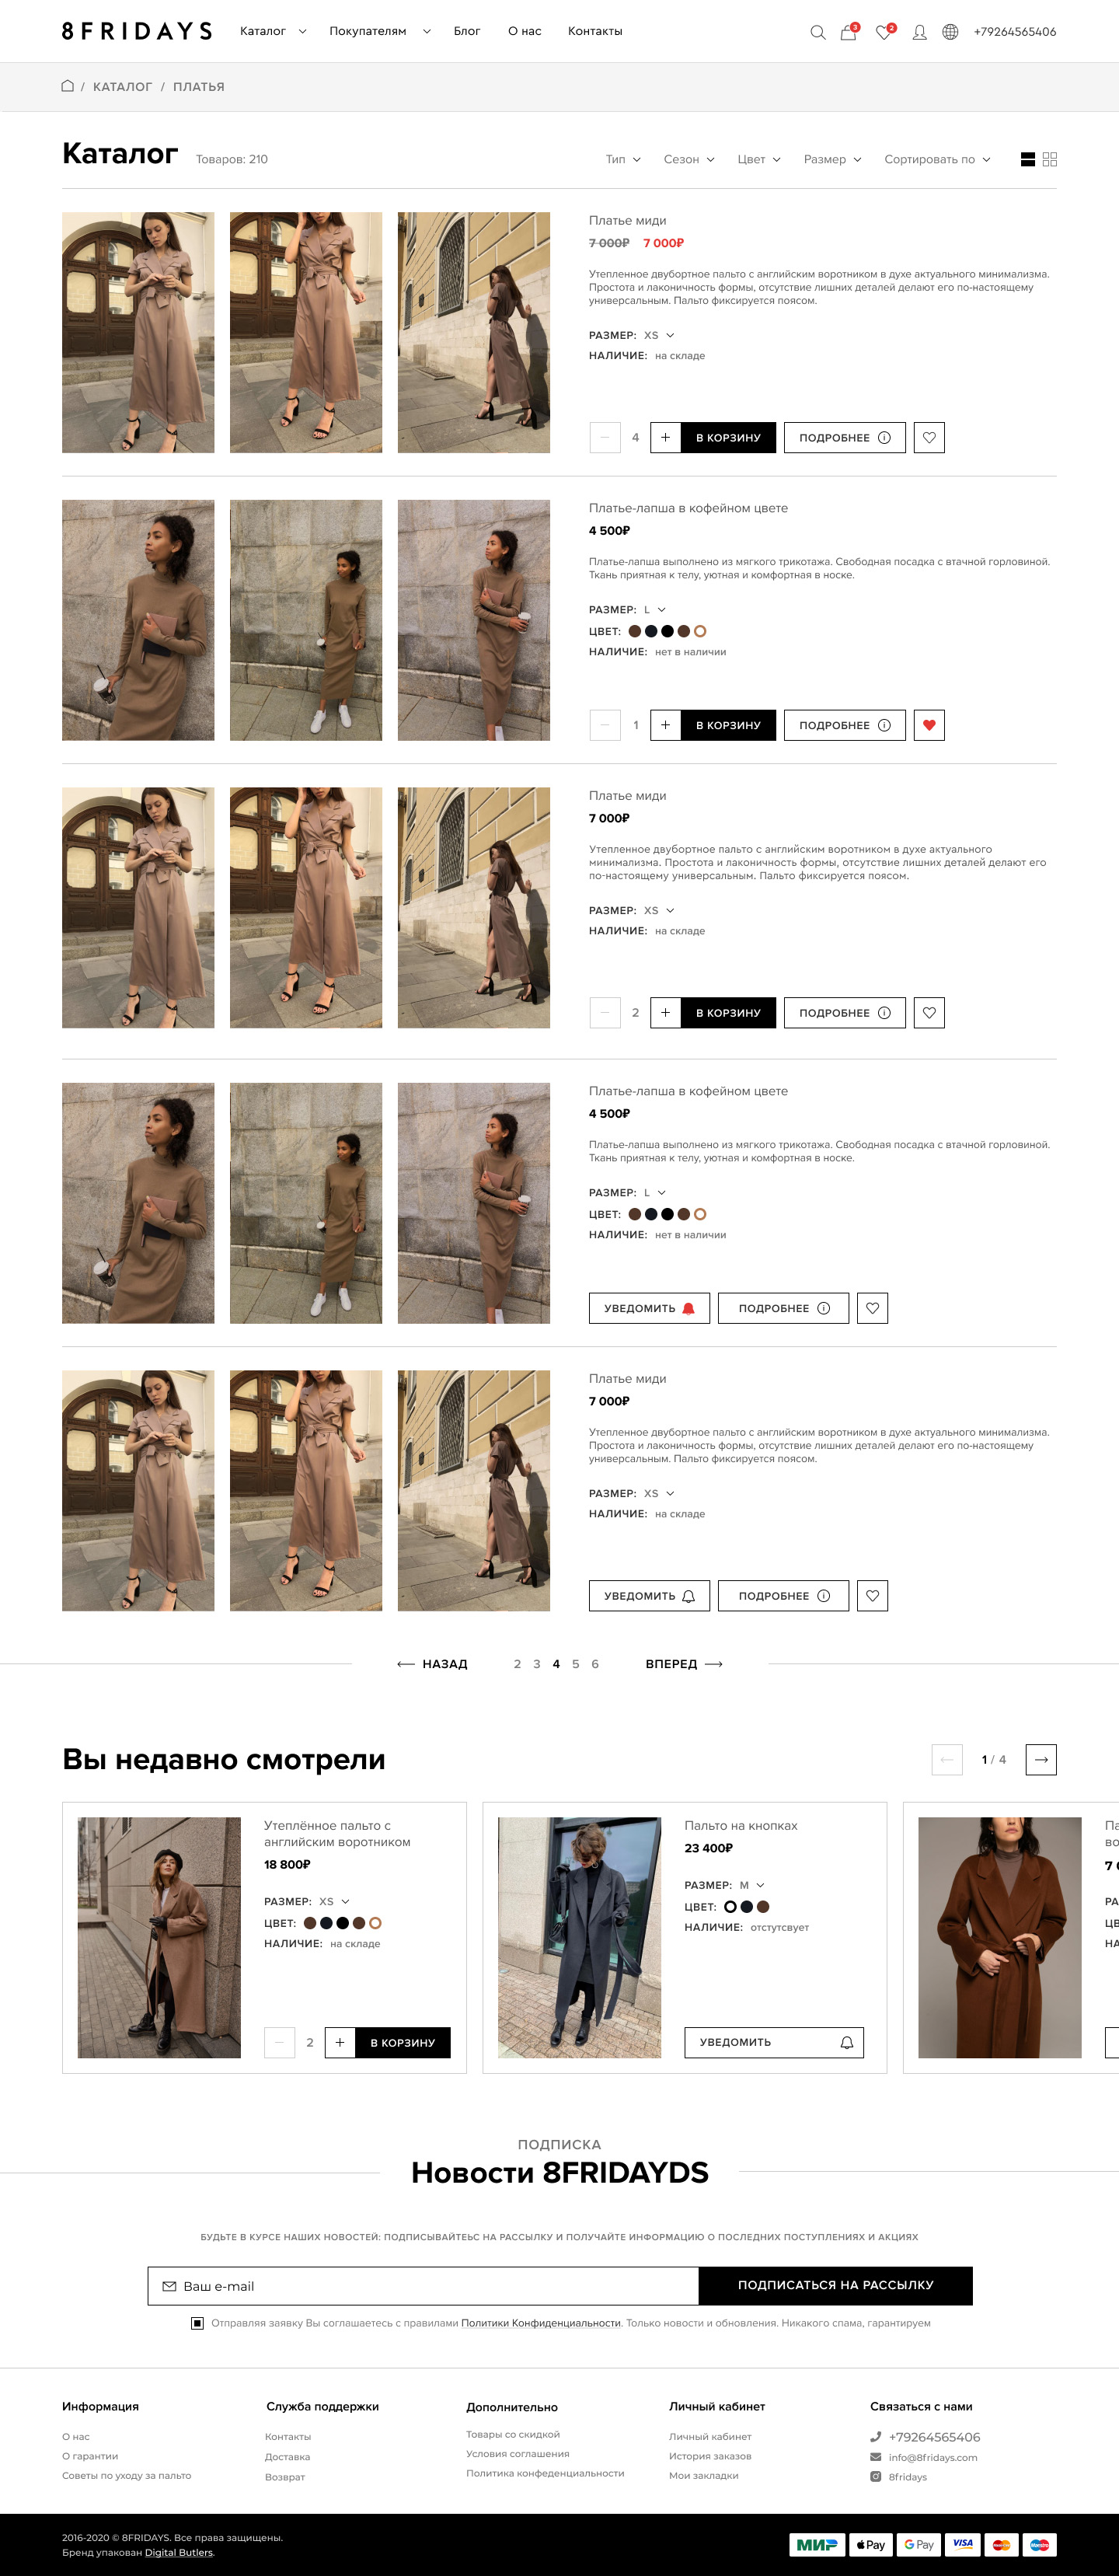 8FRIDAYS Каталог Покупателям Блог О нас Контакты 3 2 +79264565406
/ КАТАЛОГ / ПЛАТЬЯ
Каталог Товаров: 210 Тип Сезон Цвет Размер Сортировать по
Платье миди
7 000₽ 7 000₽
Утепленное двубортное пальто с английским воротником в духе актуального минимализма.
Простота и лаконичность формы, отсутствие лишних деталей делают его по-настоящему
универсальным. Пальто фиксируется поясом.
РАЗМЕР: XS
НАЛИЧИЕ: на складе
— 4 + В КОРЗИНУ ПОДРОБНЕЕ i
Платье-лапша в кофейном цвете
4 500₽
Платье-лапша выполнено из мягкого трикотажа. Свободная посадка с втачной горловиной.
Ткань приятная к телу, уютная и комфортная в носке.
РАЗМЕР: L
ЦВЕТ:
НАЛИЧИЕ: нет в наличии
— 1 + В КОРЗИНУ ПОДРОБНЕЕ i
Платье миди
7 000₽
Утепленное двубортное пальто с английским воротником в духе актуального
минимализма. Простота и лаконичность формы, отсутствие лишних деталей делают его
по-настоящему универсальным. Пальто фиксируется поясом.
РАЗМЕР: XS
НАЛИЧИЕ: на складе
— 2 + В КОРЗИНУ ПОДРОБНЕЕ i
Платье-лапша в кофейном цвете
4 500₽
Платье-лапша выполнено из мягкого трикотажа. Свободная посадка с втачной горловиной.
Ткань приятная к телу, уютная и комфортная в носке.
РАЗМЕР: L
ЦВЕТ:
НАЛИЧИЕ: нет в наличии
УВЕДОМИТЬ ПОДРОБНЕЕ i
Платье миди
7 000₽
Утепленное двубортное пальто с английским воротником в духе актуального минимализма.
Простота и лаконичность формы, отсутствие лишних деталей делают его по-настоящему
универсальным. Пальто фиксируется поясом.
РАЗМЕР: XS
НАЛИЧИЕ: на складе
УВЕДОМИТЬ ПОДРОБНЕЕ i
НАЗАД 2 3 4 5 6 ВПЕРЕД
Вы недавно смотрели 1 / 4
Утеплённое пальто с
английским воротником
18 800₽
РАЗМЕР: XS
ЦВЕТ:
НАЛИЧИЕ: на складе
— 2 + В КОРЗИНУ
Пальто на кнопках
23 400₽
РАЗМЕР: M
ЦВЕТ:
НАЛИЧИЕ: отстутсвует
УВЕДОМИТЬ
Па
во
7
РА
ЦВ
НА
ПОДПИСКА
Новости 8FRIDAYDS
БУДЬТЕ В КУРСЕ НАШИХ НОВОСТЕЙ: ПОДПИСЫВАЙТЕЬС НА РАССЫЛКУ И ПОЛУЧАЙТЕ ИНФОРМАЦИЮ О ПОСЛЕДНИХ ПОСТУПЛЕНИЯХ И АКЦИЯХ
Ваш e-mail ПОДПИСАТЬСЯ НА РАССЫЛКУ
Отправляя заявку Вы соглашаетесь с правилами Политики Конфиденциальности. Только новости и обновления. Никакого спама, гарантируем
Информация
О нас
О гарантии
Советы по уходу за пальто
Служба поддержки
Контакты
Доставка
Возврат
Дополнительно
Товары со скидкой
Условия соглашения
Политика конфеденциальности
Личный кабинет
Личный кабинет
История заказов
Мои закладки
Связаться с нами
+79264565406
info@8fridays.com
8fridays
2016-2020 © 8FRIDAYS. Все права защищены.
Бренд упакован Digital Butlers.
МИР Pay G Pay VISA